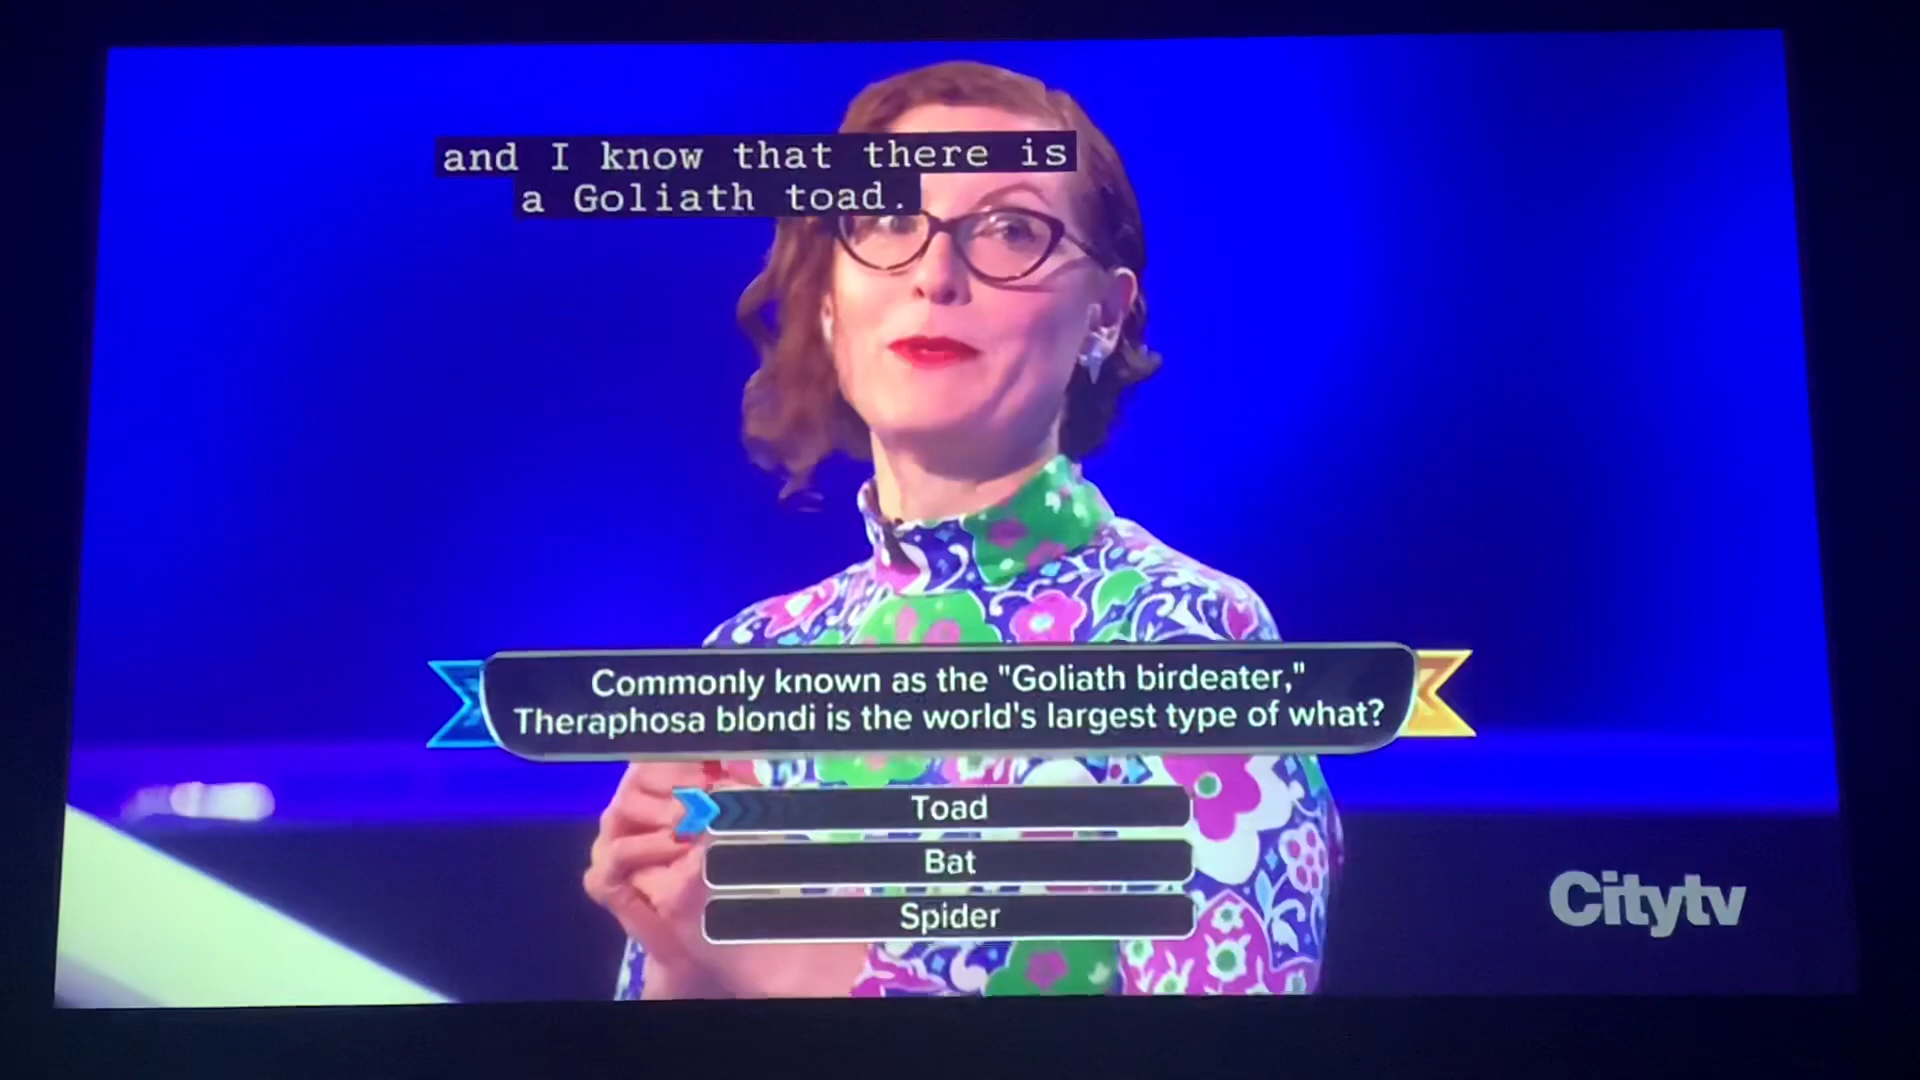 and I know that there is
a Goliath toad.
Commonly known as the "Goliath birdeater,"
Theraphosa blondi is the world's largest type of what?
Toad
Bat
Spider
Citytv